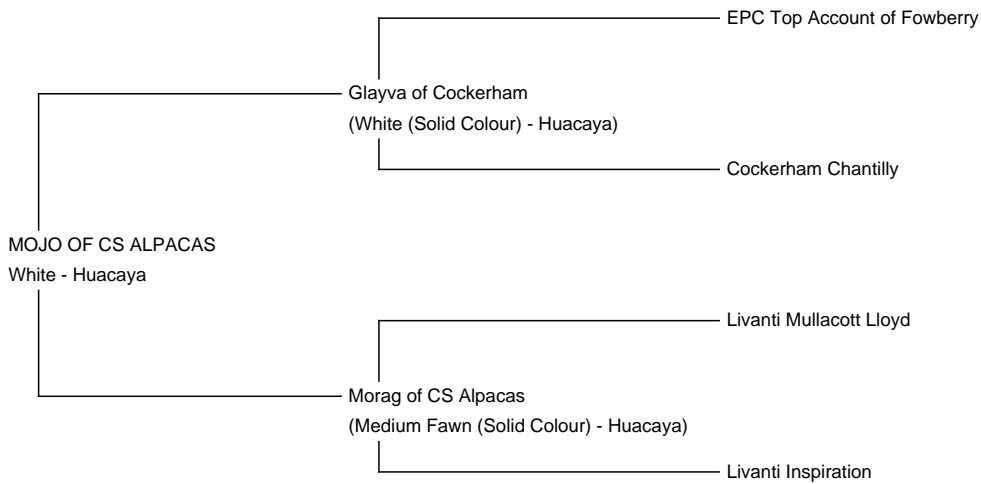 EPC Top Account of Fowberry
Glayva of Cockerham
(White (Solid Colour) - Huacaya)
Cockerham Chantilly
MOJO OF CS ALPACAS
White - Huacaya
Livanti Mullacott Lloyd
Morag of CS Alpacas
(Medium Fawn (Solid Colour) - Huacaya)
Livanti Inspiration